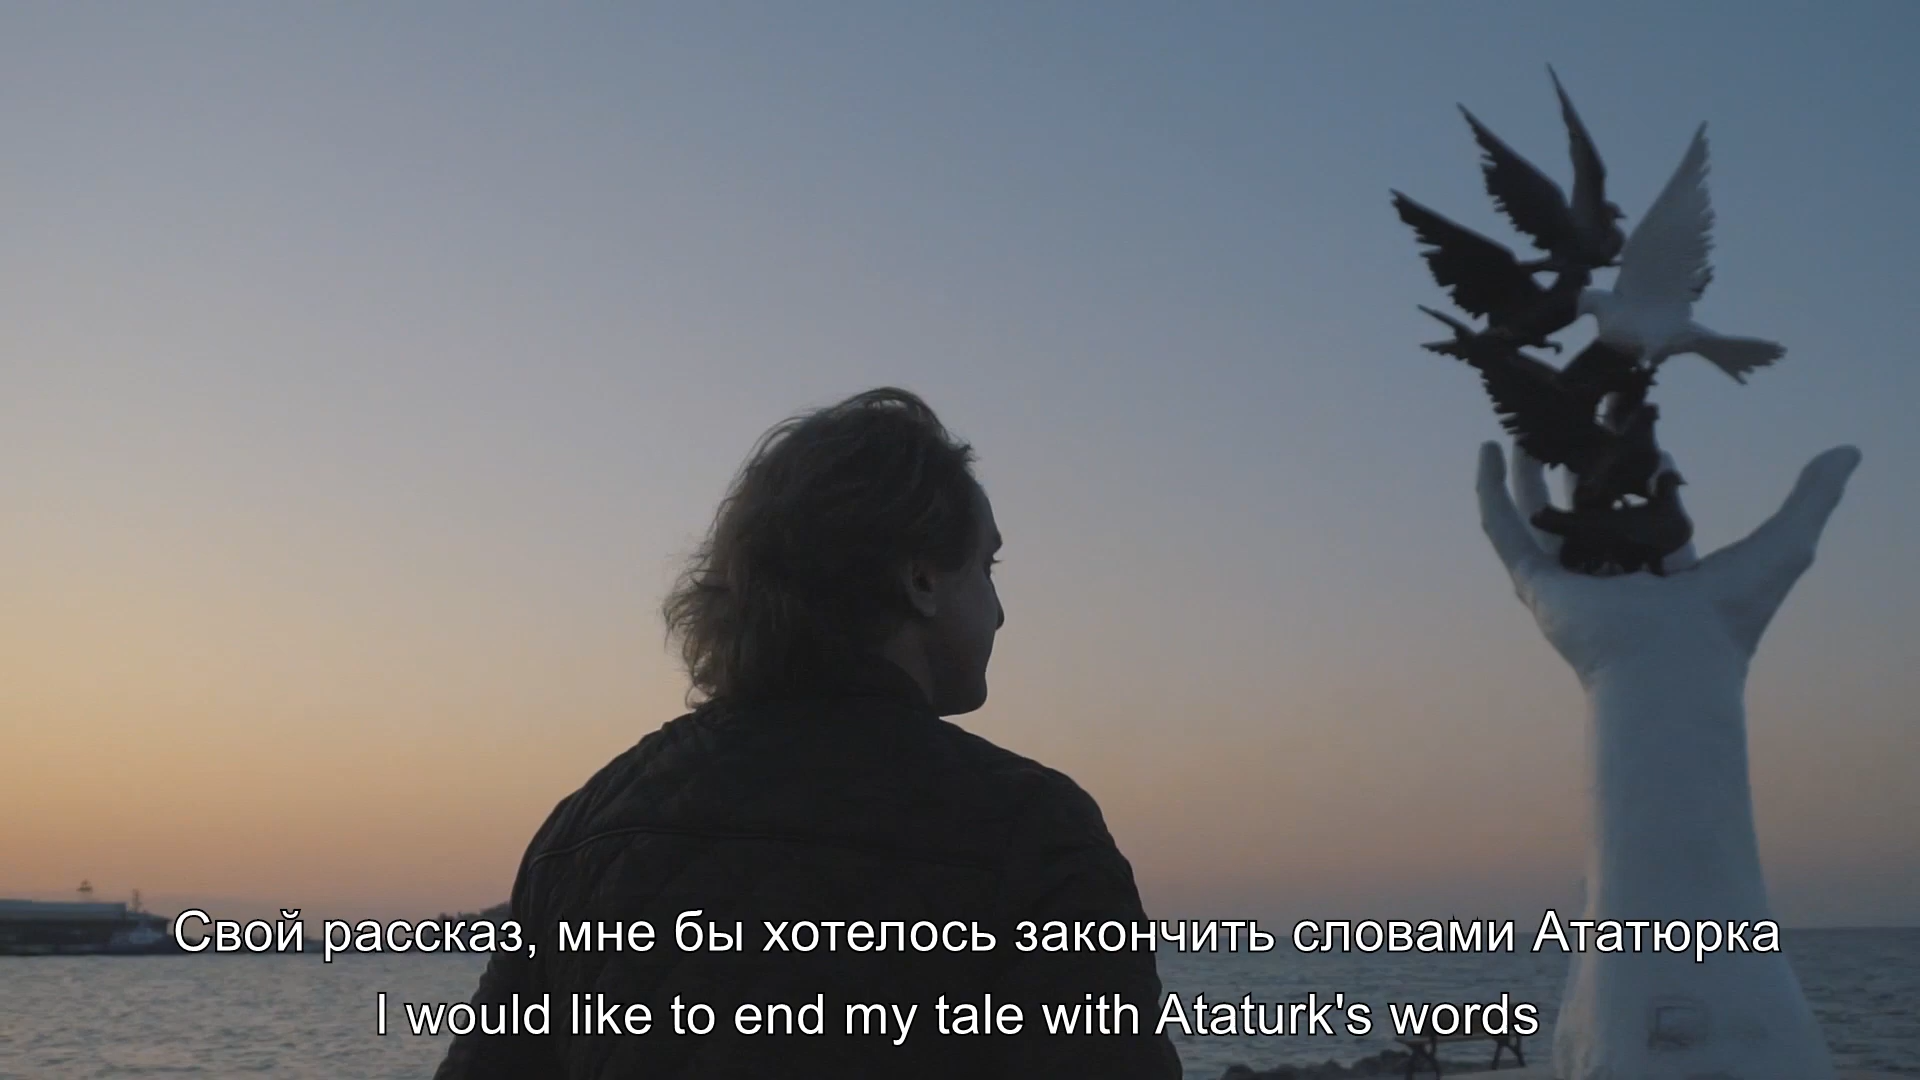 Свой рассказ, мне бы хотелось закончить словами Ататюрка
I would like to end my tale with Ataturk's words